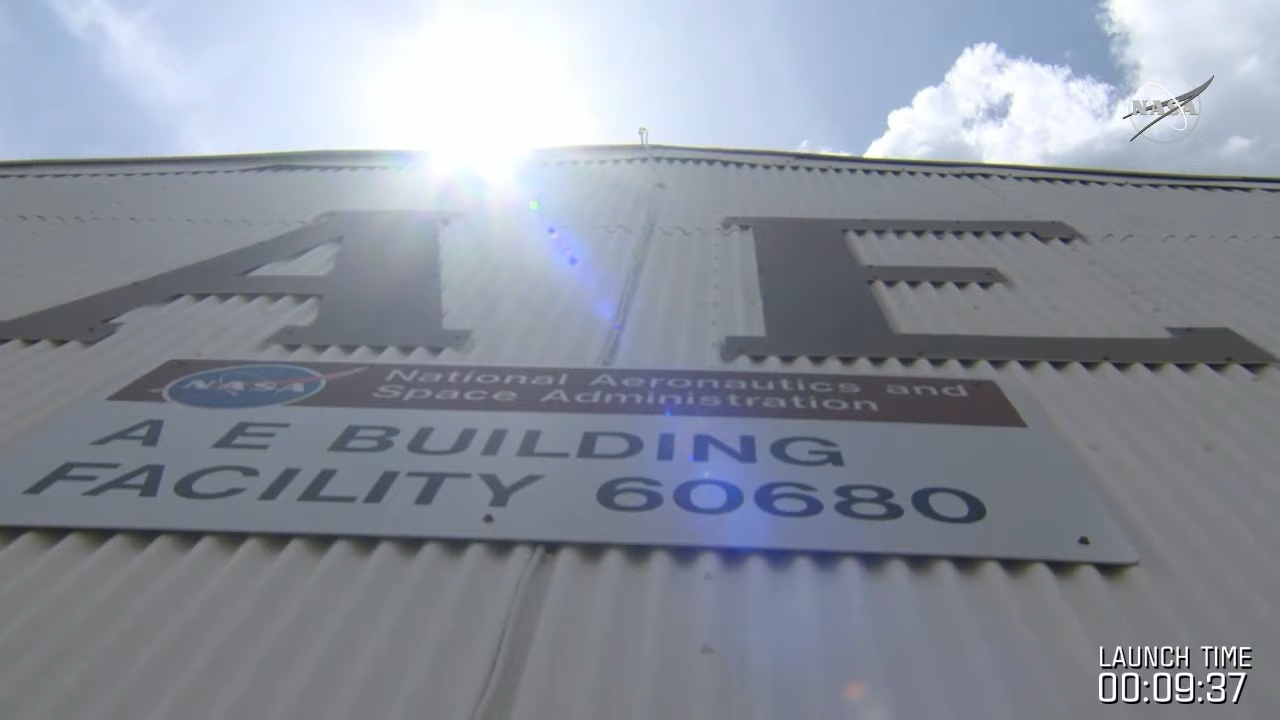 NASA
A E
NASA National Aeronautics and
Space Administration
A E BUILDING
FACILITY 60680
LAUNCH TIME
00:09:37